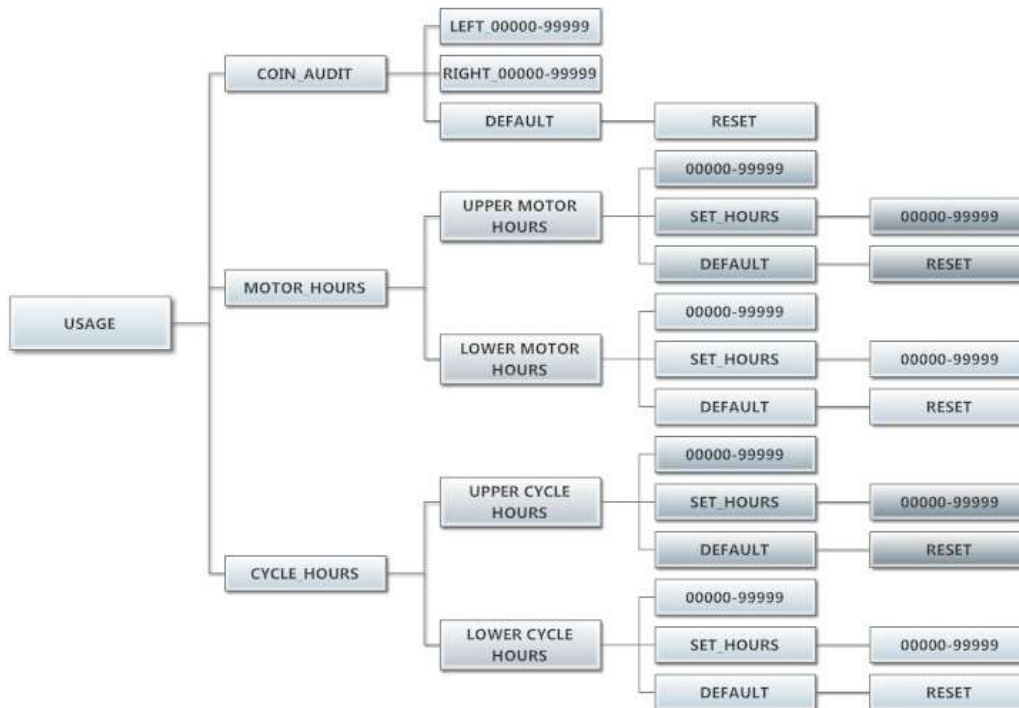 LEFT_00000-99999
COIN_AUDIT
RIGHT_00000-99999
DEFAULT
RESET
00000-99999
UPPER MOTOR
HOURS
SET_HOURS
00000-99999
DEFAULT
RESET
MOTOR_HOURS
00000-99999
USAGE
LOWER MOTOR
HOURS
SET_HOURS
00000-99999
DEFAULT
RESET
00000-99999
UPPER CYCLE
HOURS
SET_HOURS
00000-99999
DEFAULT
RESET
CYCLE_HOURS
00000-99999
LOWER CYCLE
HOURS
SET_HOURS
00000-99999
DEFAULT
RESET